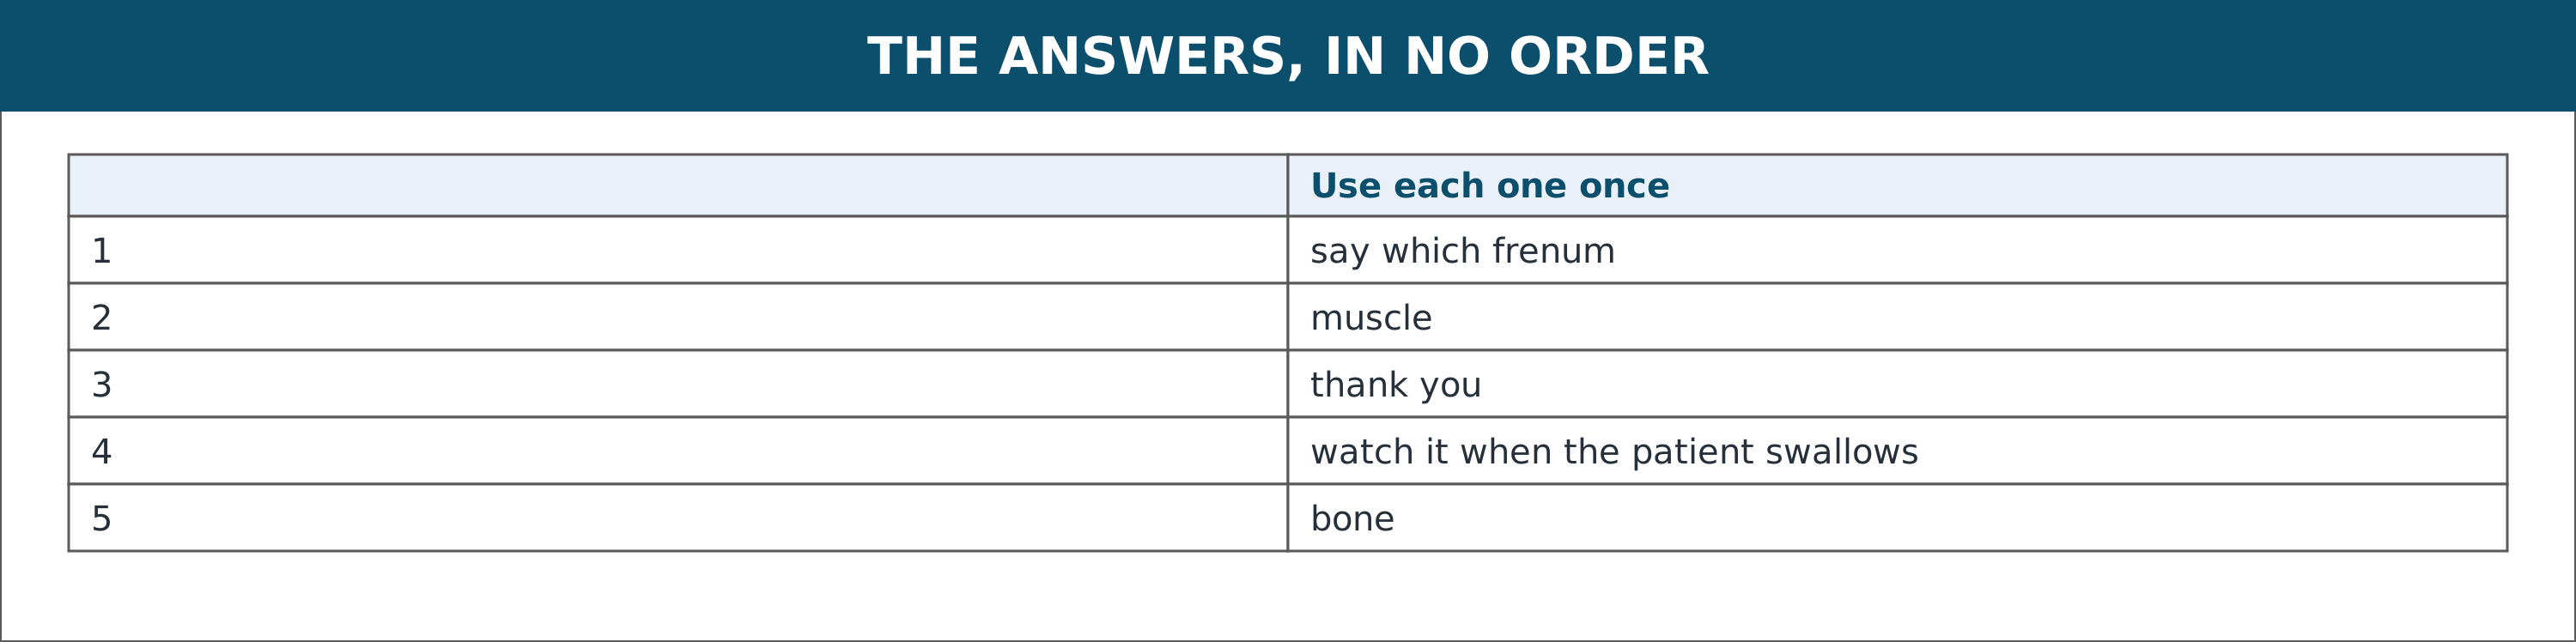 THE ANSWERS, IN NO ORDER
Use each one once
1 say which frenum
2 muscle
3 thank you
4 watch it when the patient swallows
5 bone